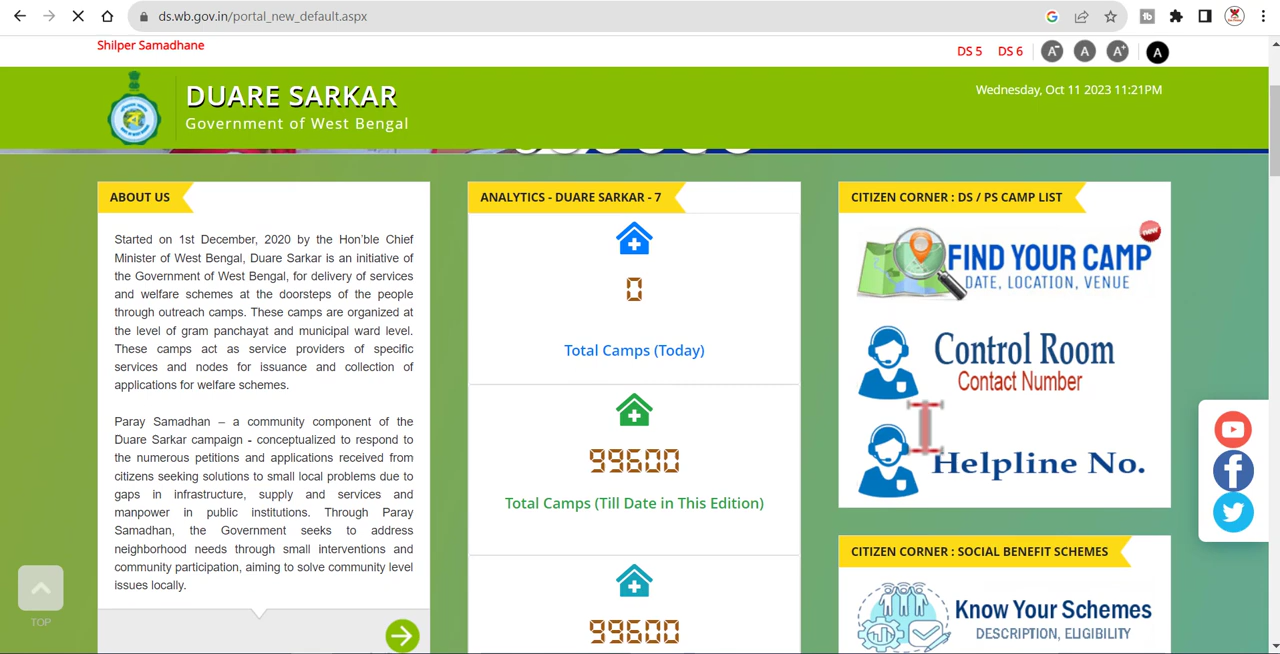 ds.wb.gov.in/portal_new_default.aspx
Shilper Samadhane
DS 5 DS 6 A- A A+ A
DUARE SARKAR
Government of West Bengal
Wednesday, Oct 11 2023 11:21PM
ABOUT US
Started on 1st December, 2020 by the Hon'ble Chief
Minister of West Bengal, Duare Sarkar is an initiative of
the Government of West Bengal, for delivery of services
and welfare schemes at the doorsteps of the people
through outreach camps. These camps are organized at
the level of gram panchayat and municipal ward level.
These camps act as service providers of specific
services and nodes for issuance and collection of
applications for welfare schemes.
Paray Samadhan – a community component of the
Duare Sarkar campaign - conceptualized to respond to
the numerous petitions and applications received from
citizens seeking solutions to small local problems due to
gaps in infrastructure, supply and services and
manpower in public institutions. Through Paray
Samadhan, the Government seeks to address
neighborhood needs through small interventions and
community participation, aiming to solve community level
issues locally.
TOP
ANALYTICS - DUARE SARKAR - 7
0
Total Camps (Today)
99600
Total Camps (Till Date in This Edition)
99600
CITIZEN CORNER : DS / PS CAMP LIST
new
FIND YOUR CAMP
DATE, LOCATION, VENUE
Control Room
Contact Number
Helpline No.
CITIZEN CORNER : SOCIAL BENEFIT SCHEMES
Know Your Schemes
DESCRIPTION, ELIGIBILITY